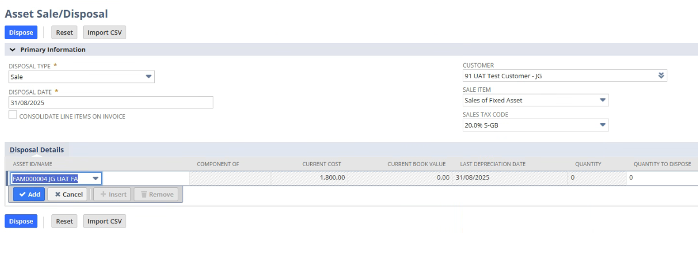 Asset Sale/Disposal
Dispose Reset Import CSV
Primary Information
DISPOSAL TYPE *
Sale
DISPOSAL DATE *
31/08/2025
CONSOLIDATE LINE ITEMS ON INVOICE
CUSTOMER
91 UAT Test Customer - JG
SALE ITEM
Sales of Fixed Asset
SALES TAX CODE
20.0% S-GB
Disposal Details
ASSET ID/NAME COMPONENT OF CURRENT COST CURRENT BOOK VALUE LAST DEPRECIATION DATE QUANTITY QUANTITY TO DISPOSE
FAM000004 JG UAT FA 1,800.00 0.00 31/08/2025 0 0
Add Cancel Insert Remove
Dispose Reset Import CSV